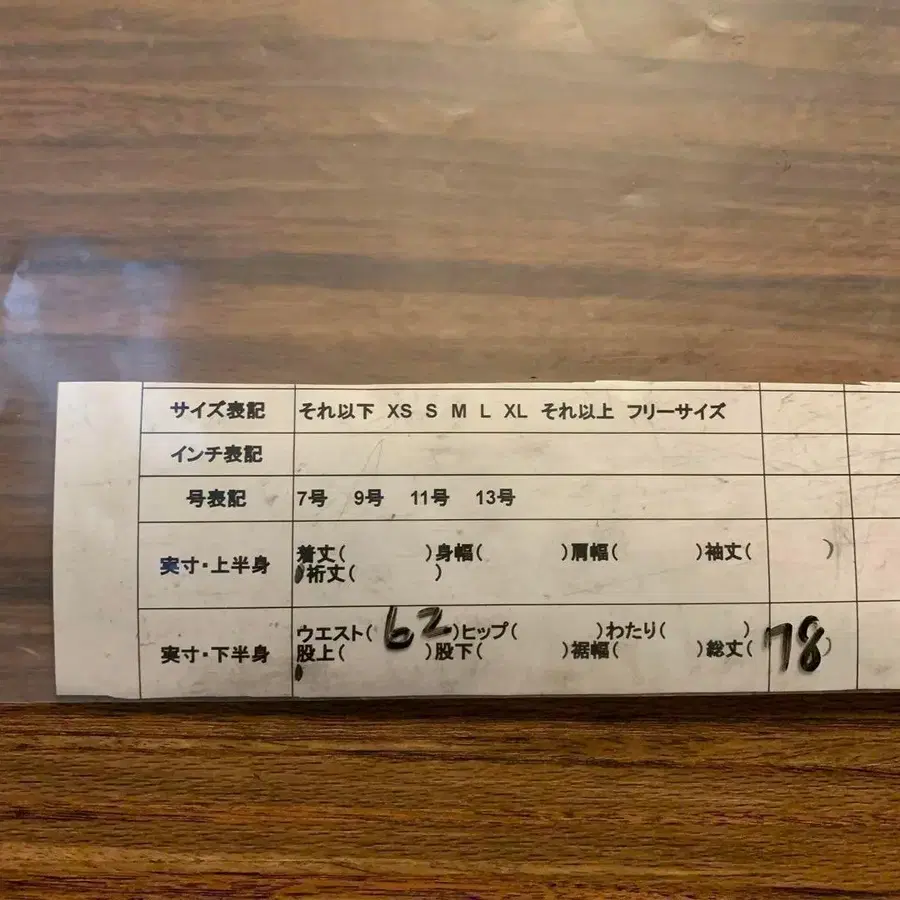 サイズ表記 それ以下 XS S M L XL それ以上 フリーサイズ
インチ表記
号表記 7号 9号 11号 13号
実寸・上半身 着丈( )身幅( )肩幅( )袖丈( )
裄丈( )
実寸・下半身 ウエスト( 62 )ヒップ( )わたり( )
股上( )股下( )裾幅( )総丈( 78 )